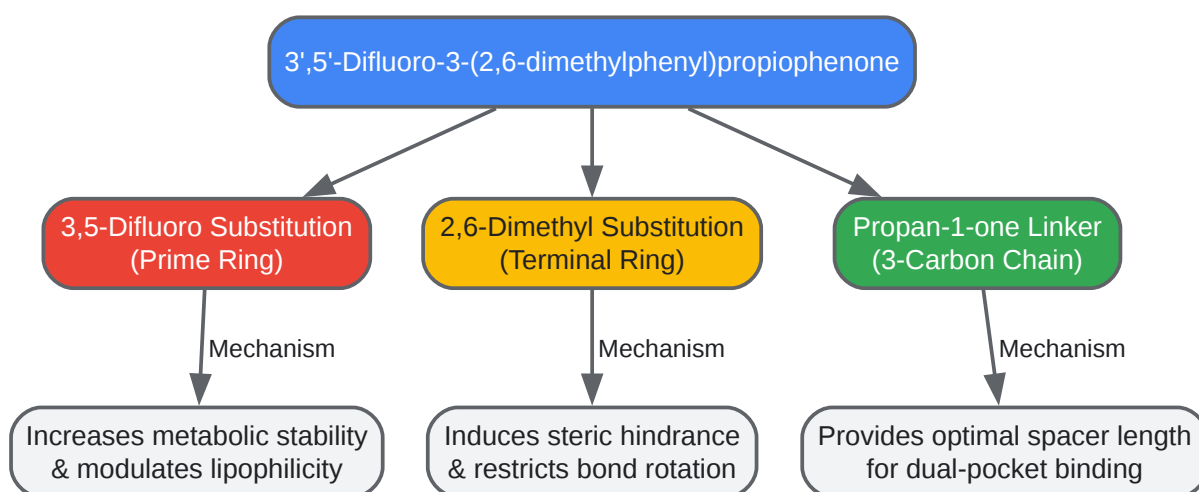 3',5'-Difluoro-3-(2,6-dimethylphenyl)propiophenone
3,5-Difluoro Substitution
(Prime Ring)
2,6-Dimethyl Substitution
(Terminal Ring)
Propan-1-one Linker
(3-Carbon Chain)
Mechanism
Mechanism
Mechanism
Increases metabolic stability
& modulates lipophilicity
Induces steric hindrance
& restricts bond rotation
Provides optimal spacer length
for dual-pocket binding